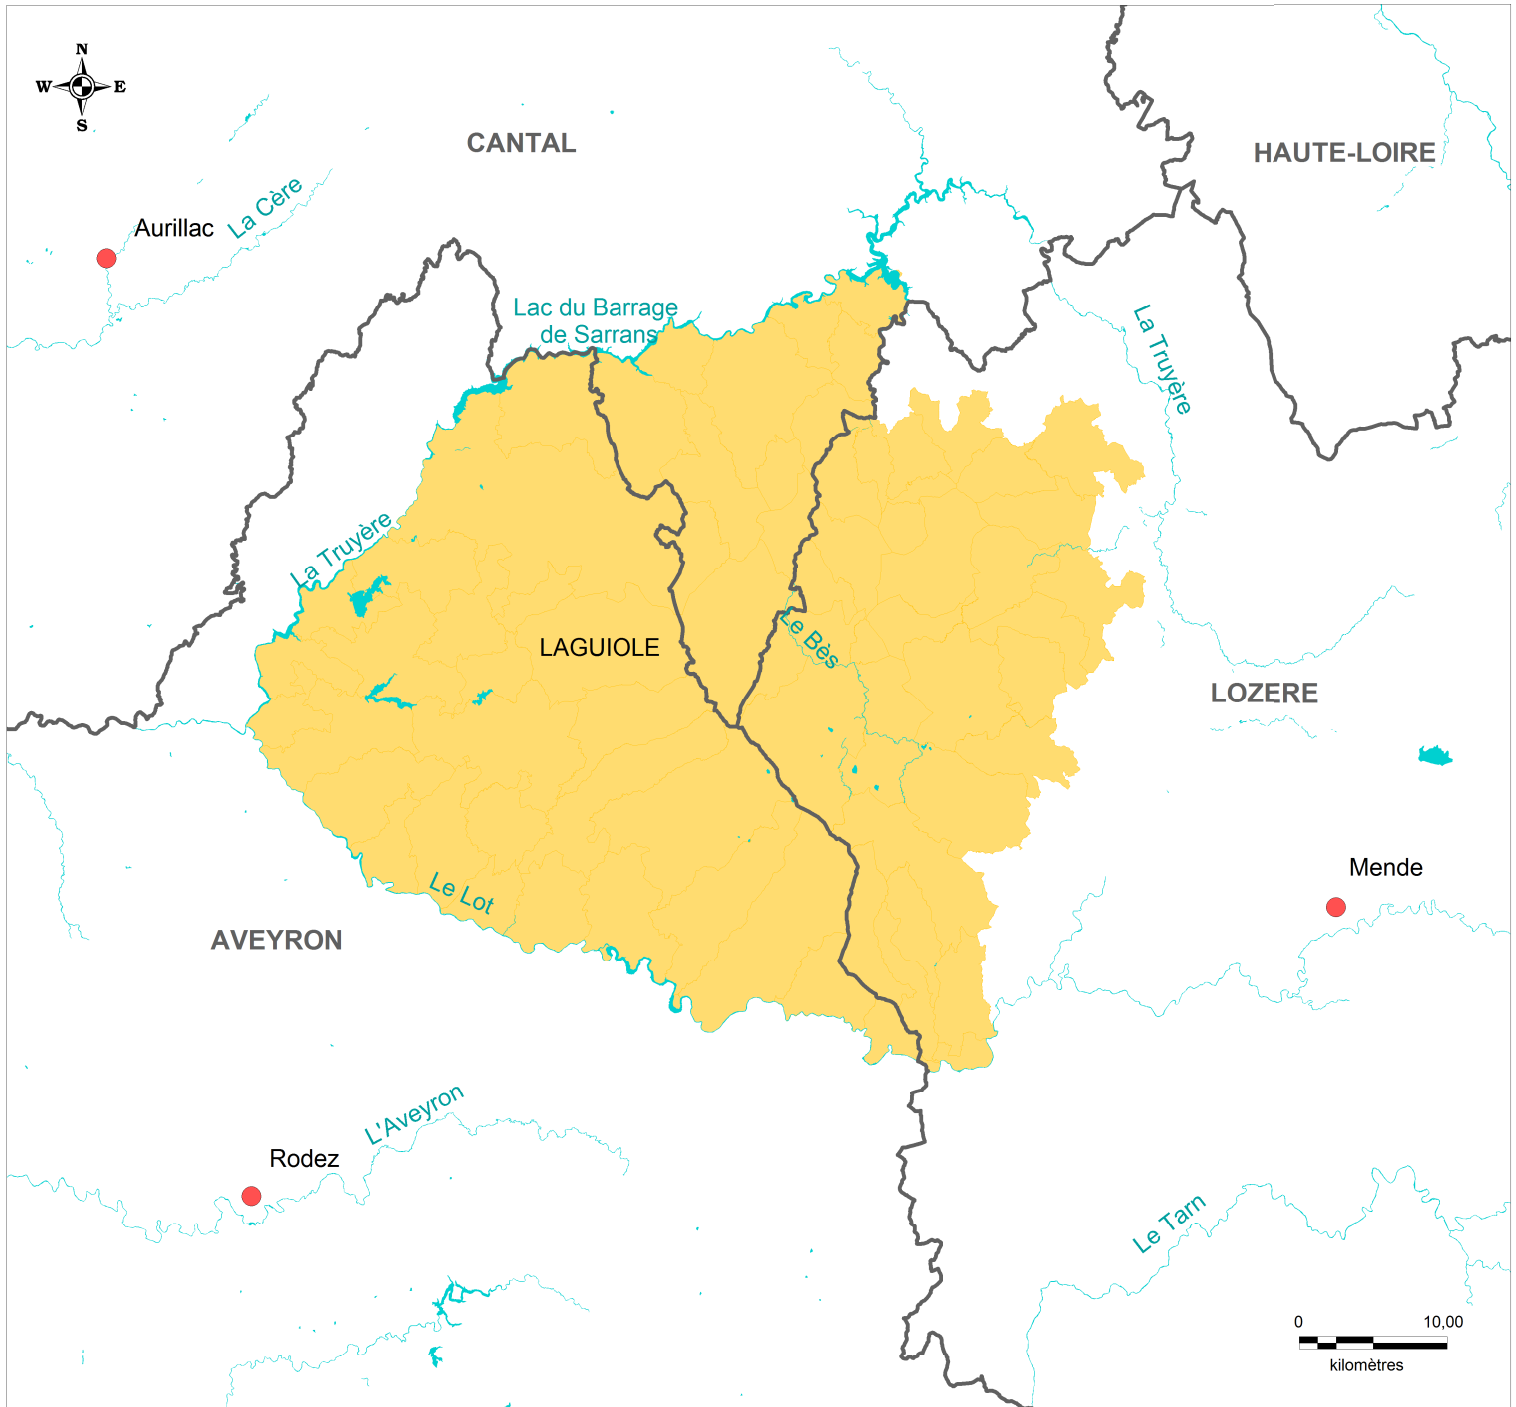 N
W E
S
CANTAL
HAUTE-LOIRE
La Cère
Aurillac
Lac du Barrage
de Sarrans
La Truyère
La Truyère
Le Bès
LAGUIOLE
LOZERE
Mende
Le Lot
AVEYRON
L'Aveyron
Rodez
Le Tarn
0 10,00
kilomètres